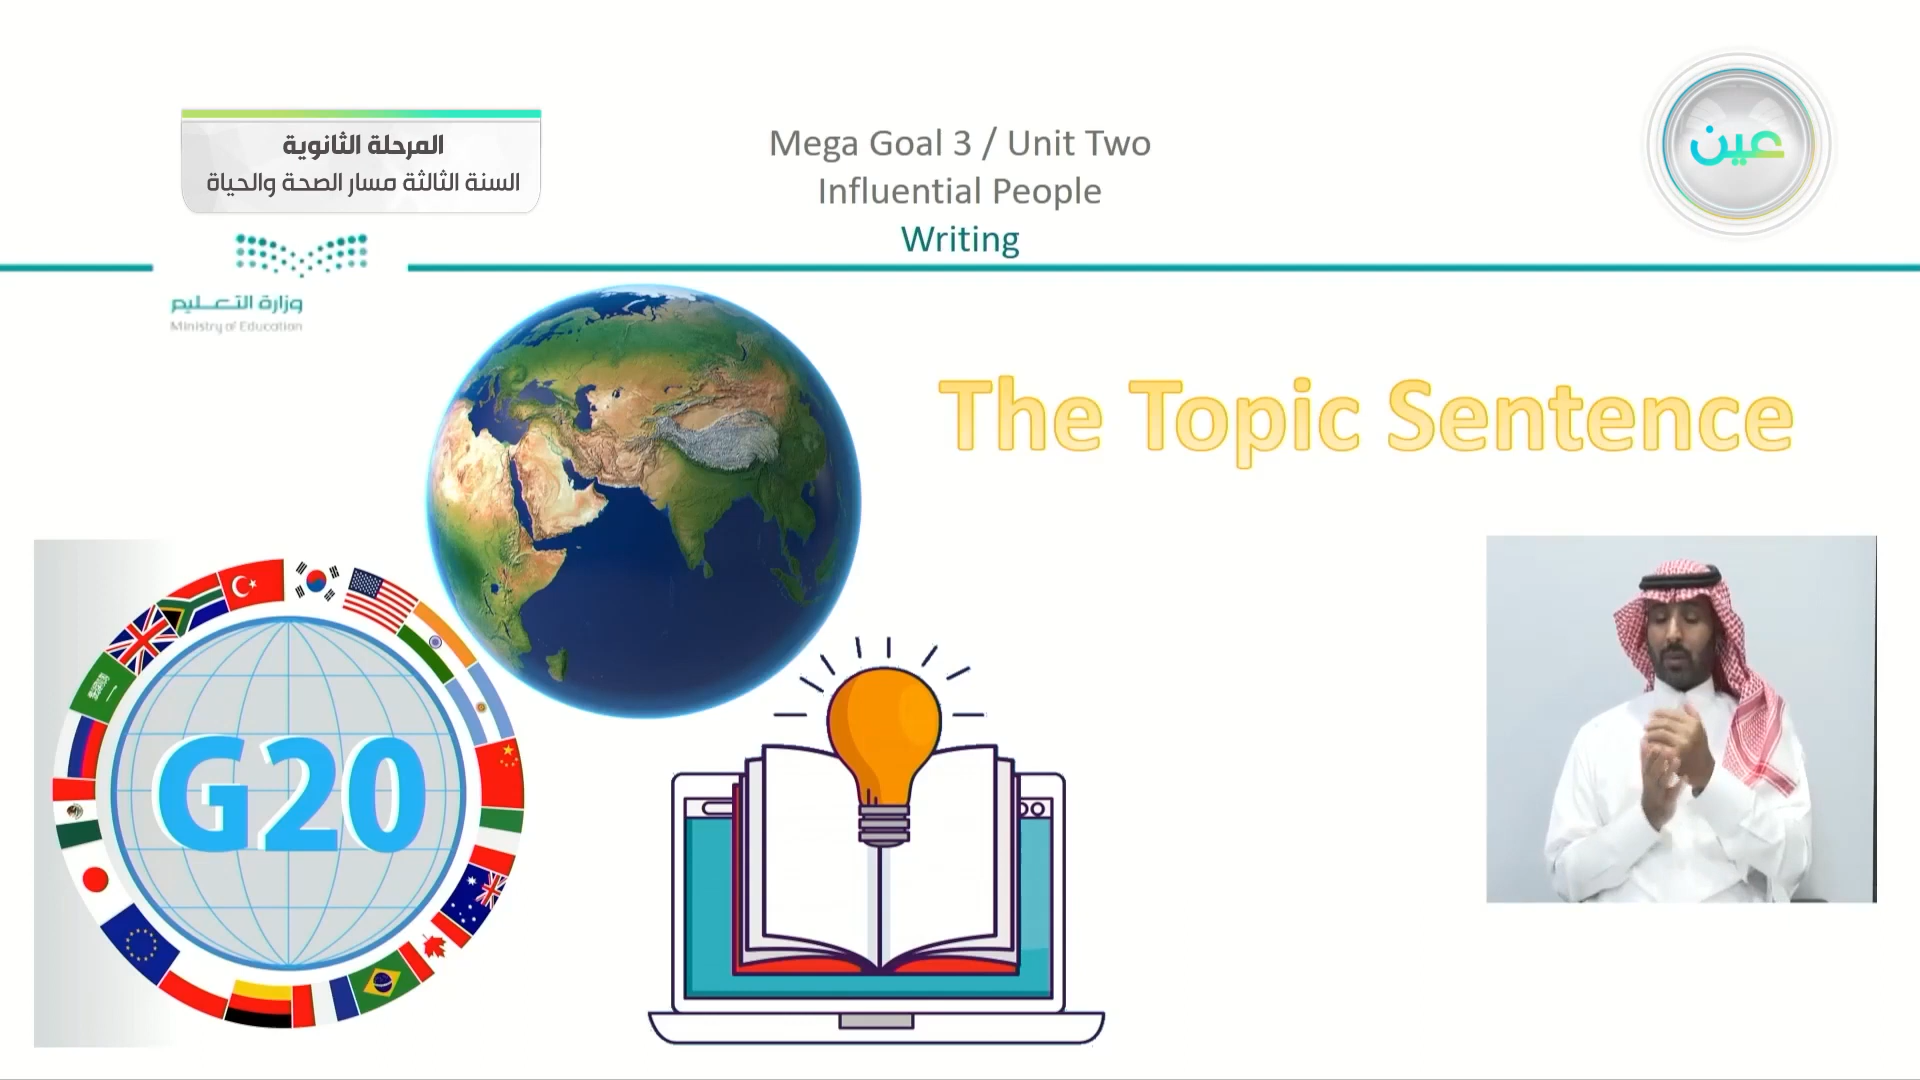 المرحلة الثانوية
السنة الثالثة مسار الصحة والحياة
Mega Goal 3 / Unit Two
Influential People
Writing
عين
وزارة التعليم
Ministry of Education
The Topic Sentence
G20